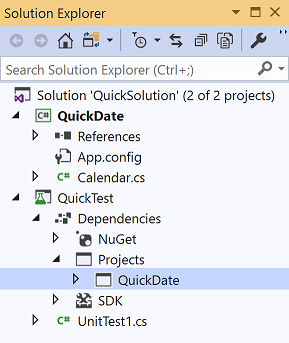 Solution Explorer
Search Solution Explorer (Ctrl+;)
Solution 'QuickSolution' (2 of 2 projects)
C# QuickDate
References
App.config
C# Calendar.cs
QuickTest
Dependencies
NuGet
Projects
QuickDate
SDK
C# UnitTest1.cs